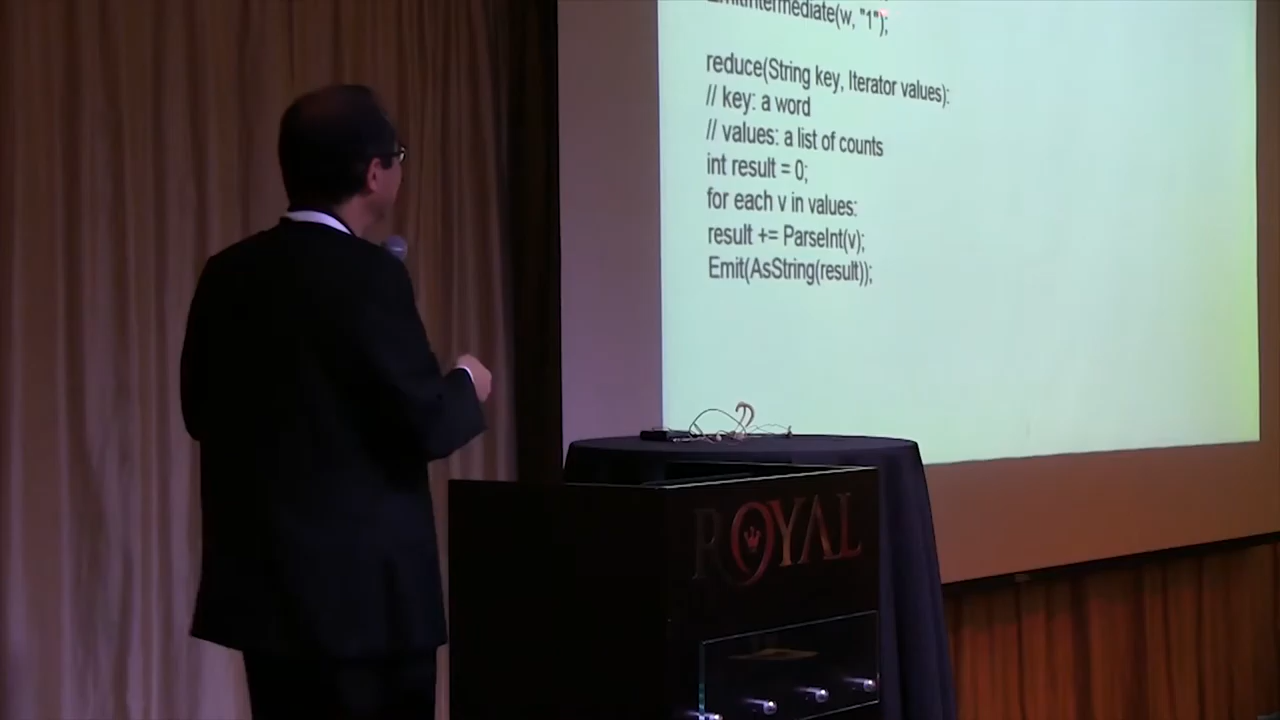 EmitIntermediate(w, "1");
reduce(String key, Iterator values):
// key: a word
// values: a list of counts
int result = 0;
for each v in values:
result += ParseInt(v);
Emit(AsString(result));
ROYAL